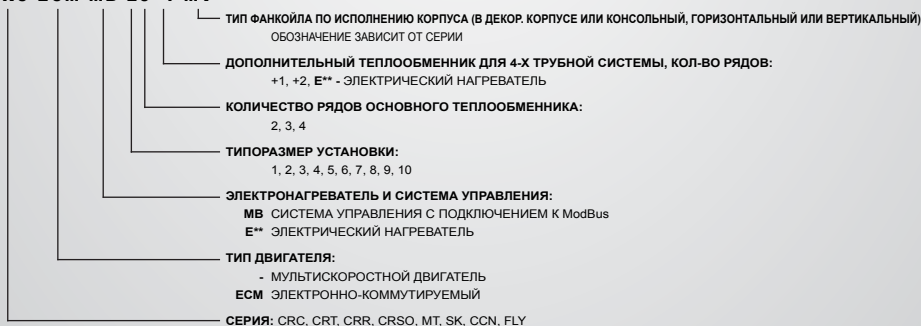 ТИП ФАНКОЙЛА ПО ИСПОЛНЕНИЮ КОРПУСА (В ДЕКОР. КОРПУСЕ ИЛИ КОНСОЛЬНЫЙ, ГОРИЗОНТАЛЬНЫЙ ИЛИ ВЕРТИКАЛЬНЫЙ)
ОБОЗНАЧЕНИЕ ЗАВИСИТ ОТ СЕРИИ
ДОПОЛНИТЕЛЬНЫЙ ТЕПЛООБМЕННИК ДЛЯ 4-Х ТРУБНОЙ СИСТЕМЫ, КОЛ-ВО РЯДОВ:
+1, +2, E** - ЭЛЕКТРИЧЕСКИЙ НАГРЕВАТЕЛЬ
КОЛИЧЕСТВО РЯДОВ ОСНОВНОГО ТЕПЛООБМЕННИКА:
2, 3, 4
ТИПОРАЗМЕР УСТАНОВКИ:
1, 2, 3, 4, 5, 6, 7, 8, 9, 10
ЭЛЕКТРОНАГРЕВАТЕЛЬ И СИСТЕМА УПРАВЛЕНИЯ:
MB СИСТЕМА УПРАВЛЕНИЯ С ПОДКЛЮЧЕНИЕМ К ModBus
E** ЭЛЕКТРИЧЕСКИЙ НАГРЕВАТЕЛЬ
ТИП ДВИГАТЕЛЯ:
- МУЛЬТИСКОРОСТНОЙ ДВИГАТЕЛЬ
ECM ЭЛЕКТРОННО-КОММУТИРУЕМЫЙ
СЕРИЯ: CRC, CRT, CRR, CRSO, MT, SK, CCN, FLY